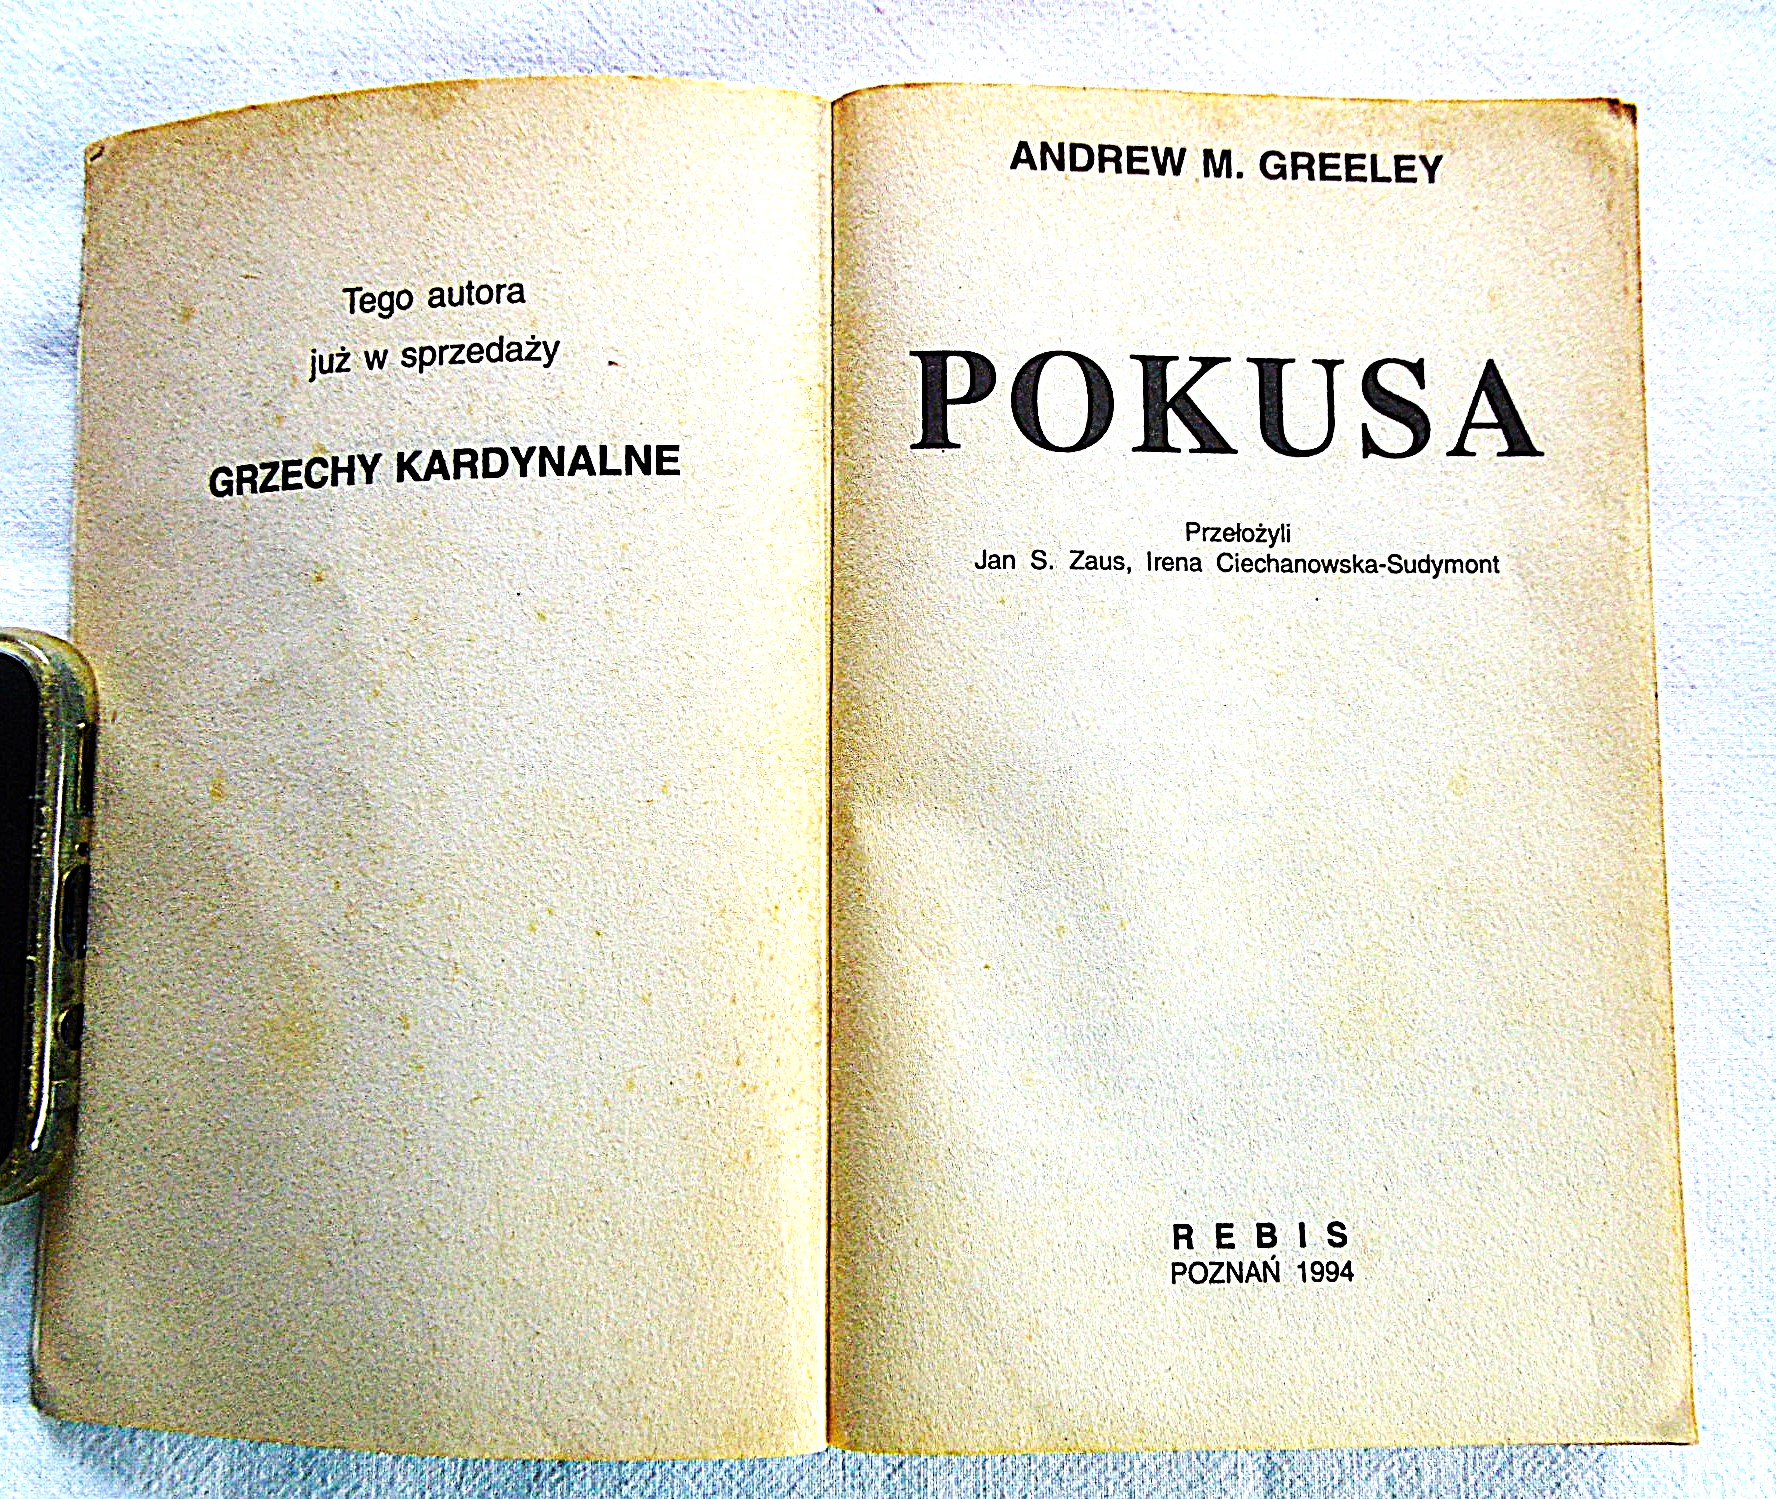 Tego autora
już w sprzedaży
GRZECHY KARDYNALNE
ANDREW M. GREELEY
POKUSA
Przełożyli
Jan S. Zaus, Irena Ciechanowska-Sudymont
REBIS
POZNAŃ 1994